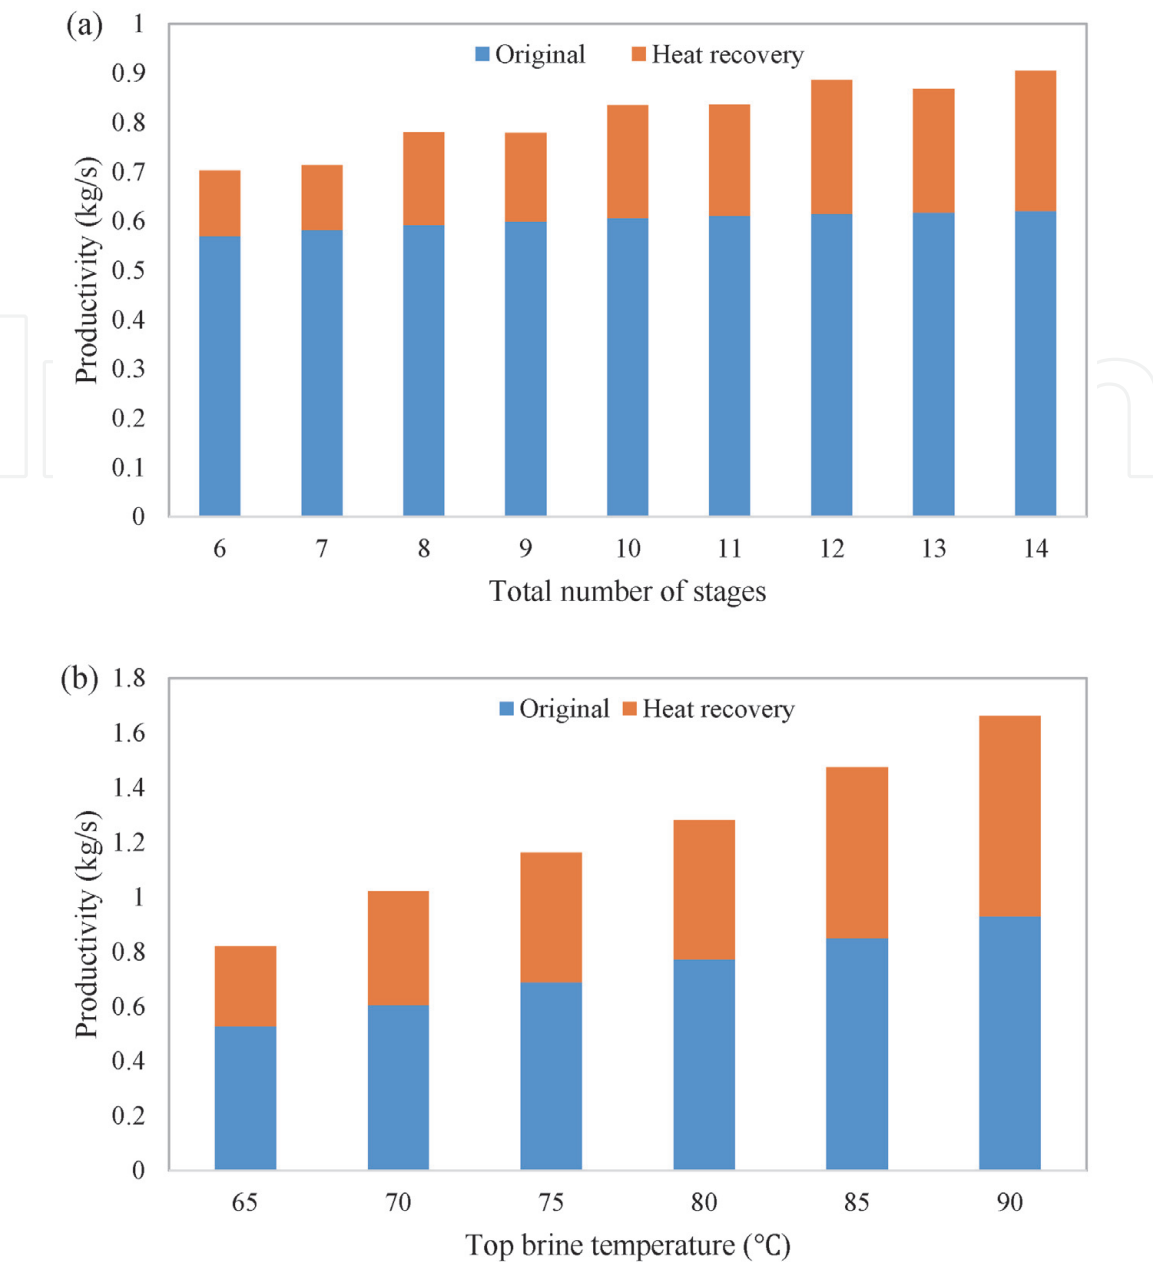 (a)
1
Original Heat recovery
0.9
0.8
0.7
0.6
0.5
0.4
0.3
0.2
0.1
0
Productivity (kg/s)
6 7 8 9 10 11 12 13 14
Total number of stages
(b)
1.8
Original Heat recovery
1.6
1.4
1.2
1
0.8
0.6
0.4
0.2
0
Productivity (kg/s)
65 70 75 80 85 90
Top brine temperature (°C)